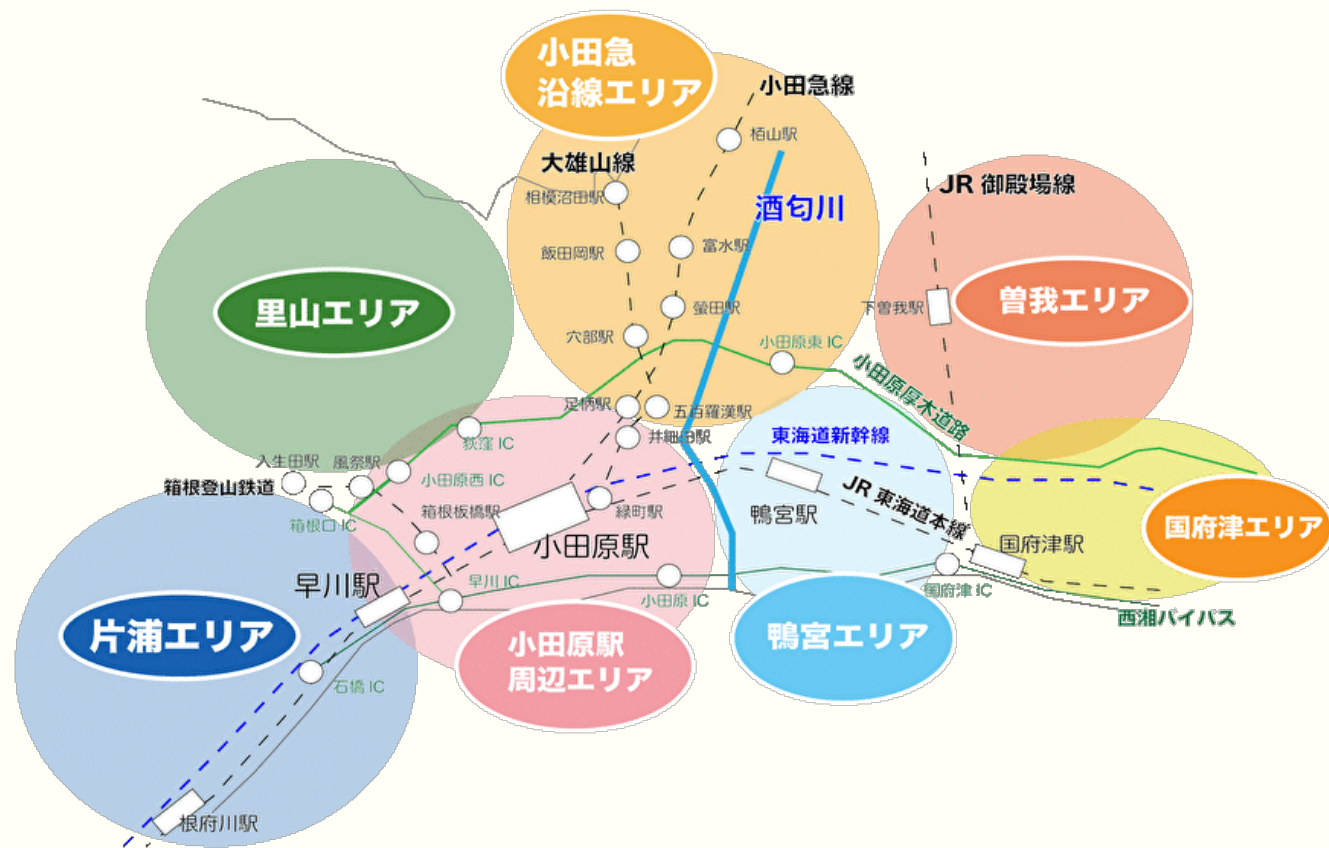 小田急
沿線エリア
小田急線
栢山駅
大雄山線
相模沼田駅
酒匂川
JR 御殿場線
飯田岡駅
富水駅
里山エリア
曽我エリア
下曽我駅
螢田駅
穴部駅
小田原東 IC
小田原厚木道路
足柄駅
五百羅漢駅
井細田駅
荻窪 IC
東海道新幹線
入生田駅
風祭駅
箱根登山鉄道
小田原西 IC
箱根口 IC
箱根板橋駅
緑町駅
鴨宮駅
JR 東海道本線
国府津エリア
小田原駅
国府津駅
早川駅
早川 IC
小田原 IC
国府津 IC
西湘バイパス
片浦エリア
小田原駅
周辺エリア
鴨宮エリア
石橋 IC
根府川駅